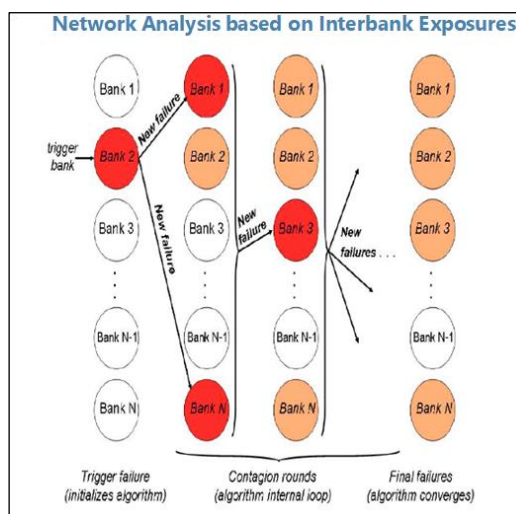 Network Analysis based on Interbank Exposures
Bank 1
Bank 2
Bank 3
Bank N-1
Bank N
trigger
bank
New failure
New failure
Bank 1
Bank 2
Bank 3
Bank N-1
Bank N
New
failure
Bank 1
Bank 2
Bank 3
Bank N-1
Bank N
New
failures . . .
Bank 1
Bank 2
Bank 3
Bank N-1
Bank N
Trigger failure
(initializes algorithm)
Contagion rounds
(algorithm internal loop)
Final failures
(algorithm converges)